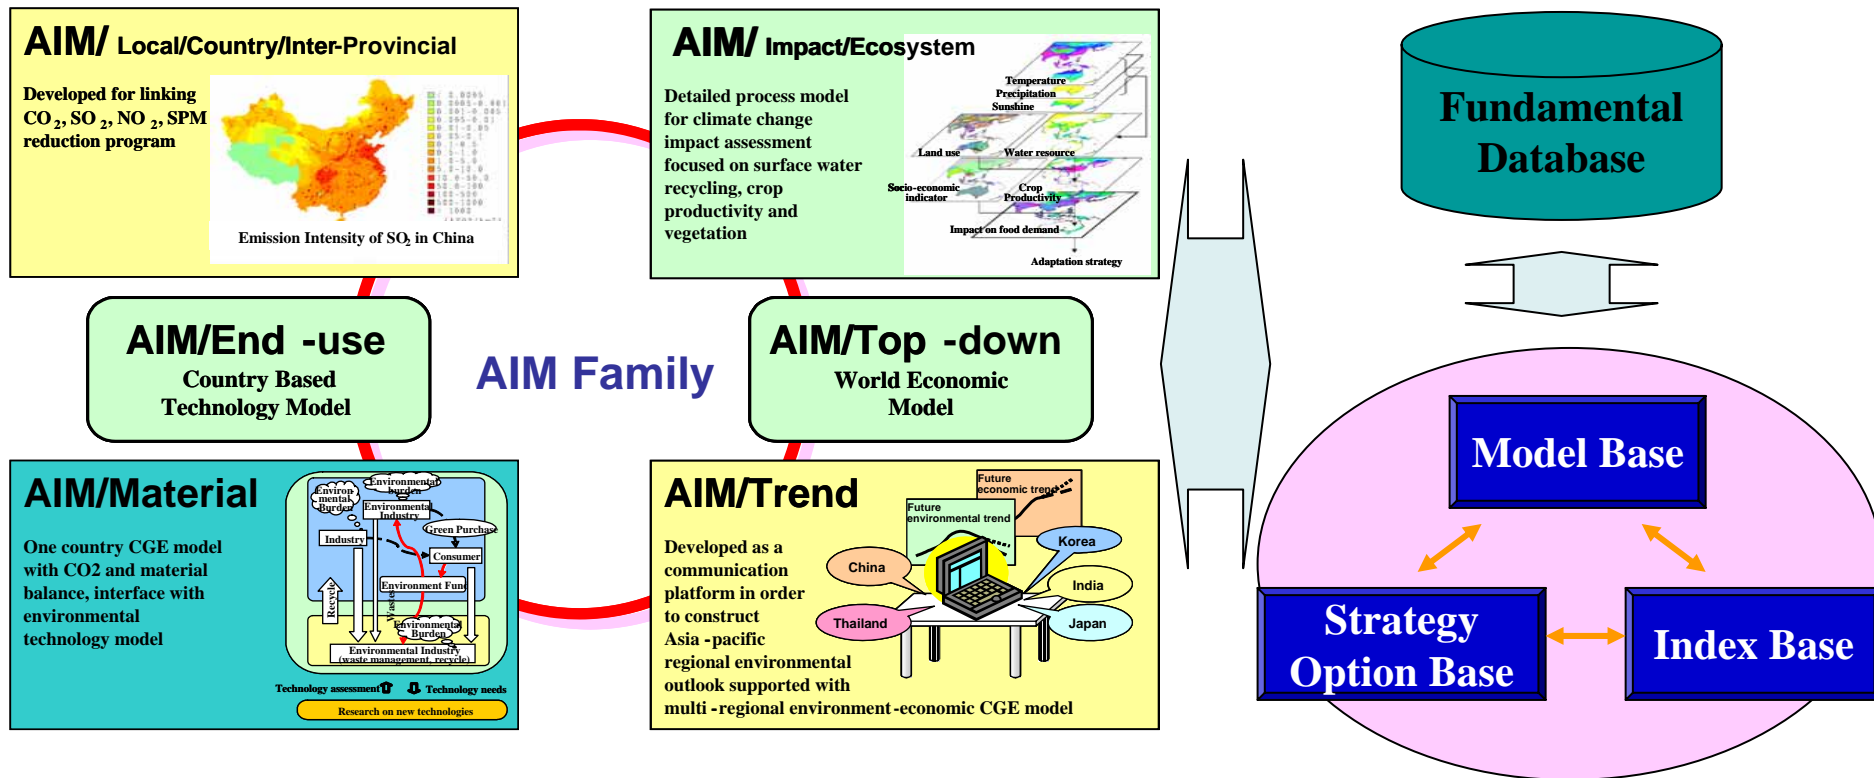 AIM/ Local/Country/Inter-Provincial
Developed for linking
CO2, SO2, NO2, SPM
reduction program
Emission Intensity of SO2 in China
AIM/ Impact/Ecosystem
Detailed process model
for climate change
impact assessment
focused on surface water
recycling, crop
productivity and
vegetation
Temperature
Precipitation
Sunshine
Land use
Water resource
Socio-economic
indicator
Crop
Productivity
Impact on food demand
Adaptation strategy
AIM/End -use
Country Based
Technology Model
AIM Family
AIM/Top -down
World Economic
Model
AIM/Material
One country CGE model
with CO2 and material
balance, interface with
environmental
technology model
Environ-
mental
Burden
Environmental
burden
Environmental
Industry
Green Purchase
Industry
Consumer
Environment Fund
Recycle
Wastes
Environmental
Burden
Environmental Industry
(waste management, recycle)
Technology assessment
Technology needs
Research on new technologies
AIM/Trend
Developed as a
communication
platform in order
to construct
Asia -pacific
regional environmental
outlook supported with
multi -regional environment-economic CGE model
Future
economic trend
Future
environmental trend
China
Thailand
Korea
India
Japan
Fundamental
Database
Model Base
Strategy
Option Base
Index Base